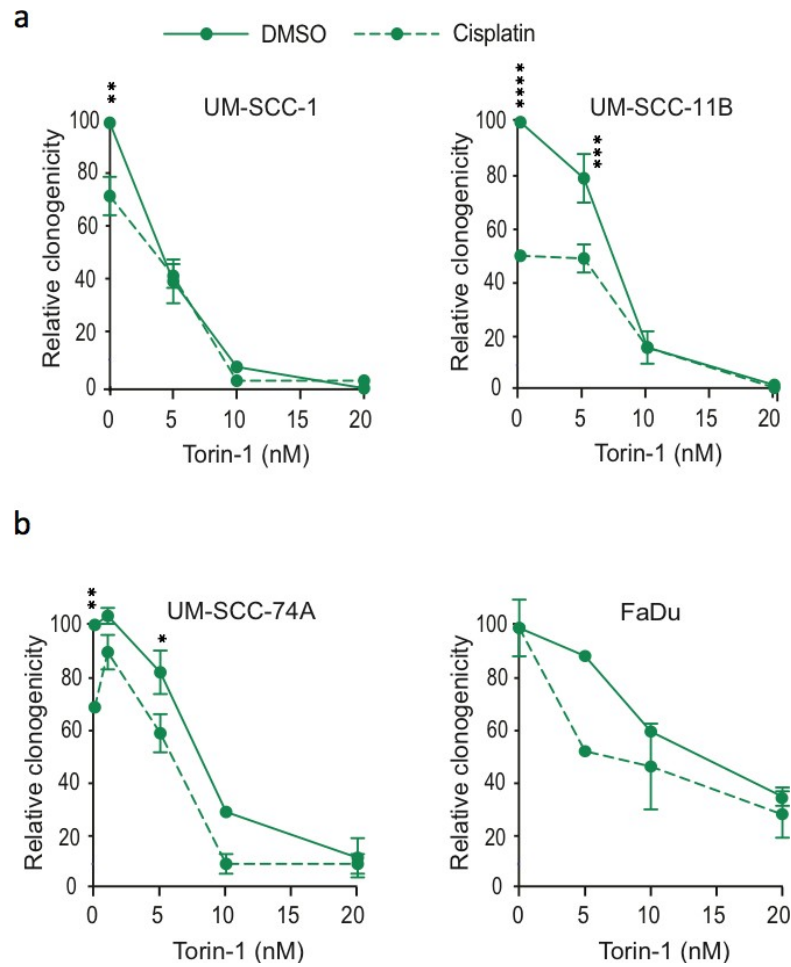 a
DMSO Cisplatin
**
UM-SCC-1
Relative clonogenicity
100
80
60
40
20
0
0 5 10 15 20
Torin-1 (nM)
****
UM-SCC-11B
***
Relative clonogenicity
100
80
60
40
20
0
0 5 10 15 20
Torin-1 (nM)
b
**
UM-SCC-74A
*
Relative clonogenicity
100
80
60
40
20
0
0 5 10 15 20
Torin-1 (nM)
FaDu
Relative clonogenicity
100
80
60
40
20
0
0 5 10 15 20
Torin-1 (nM)